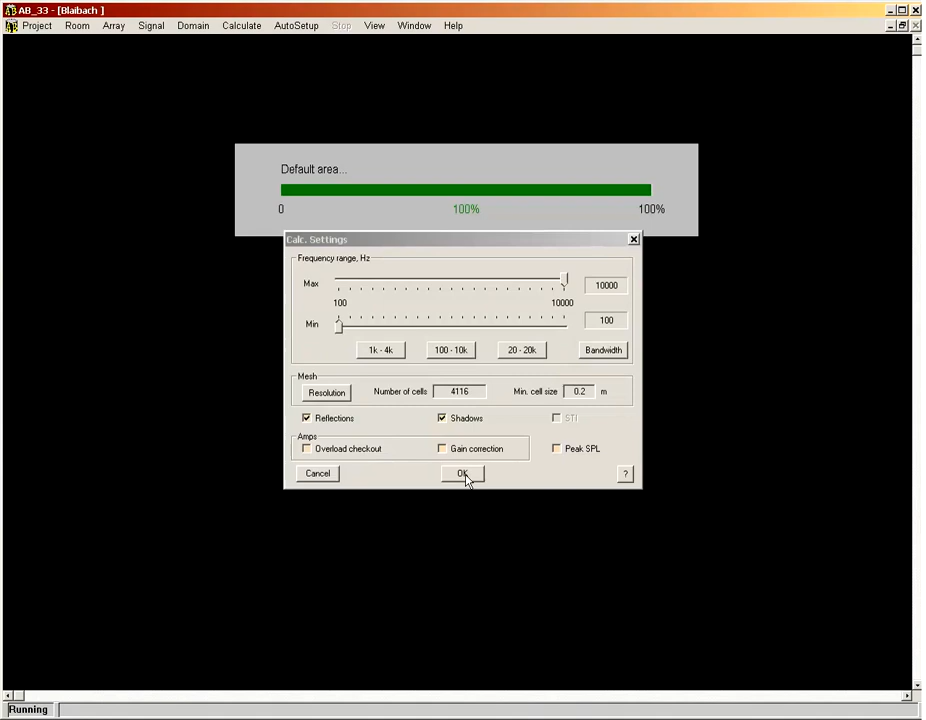 AB_33 - [Blaibach ]
Project Room Array Signal Domain Calculate AutoSetup Stop View Window Help
Default area...
0 100% 100%
Calc. Settings
Frequency range, Hz
Max 10000
100 10000
Min 100
1k - 4k 100 - 10k 20 - 20k Bandwidth
Mesh
Resolution Number of cells 4116 Min. cell size 0.2 m
Reflections Shadows STI
Amps
Overload checkout Gain correction Peak SPL
Cancel OK ?
Running